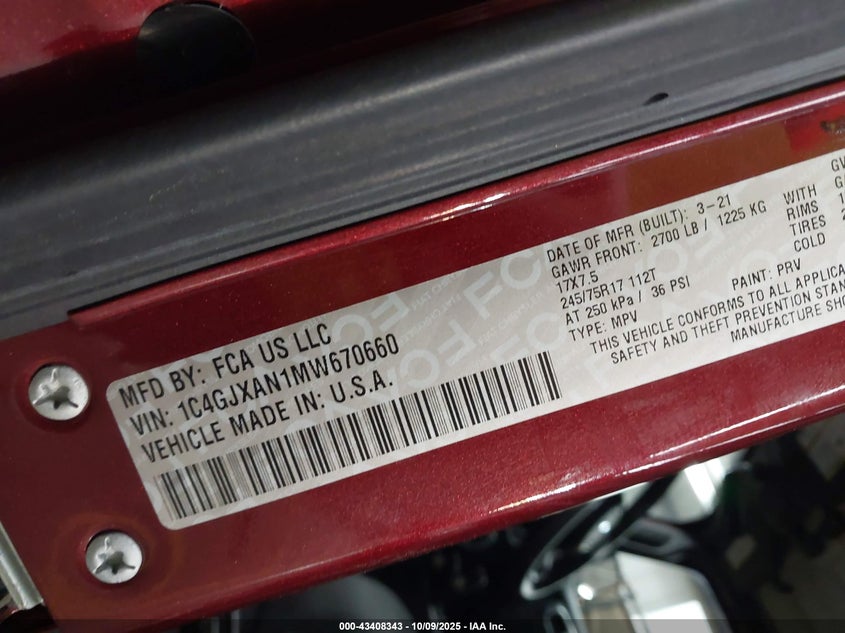 MFD BY: FCA US LLC
VIN: 1C4GJXAN1MW670660
VEHICLE MADE IN: U.S.A.
DATE OF MFR (BUILT): 3-21
GAWR FRONT: 2700 LB / 1225 KG
17X7.5
245/75R17 112T
AT 250 kPa / 36 PSI
TYPE: MPV
PAINT: PRV
THIS VEHICLE CONFORMS TO ALL APPLICA
SAFETY AND THEFT PREVENTION STAN
MANUFACTURE SHO
WITH
RIMS
TIRES
COLD
GV
000-43408343 - 10/09/2025 - IAA Inc.